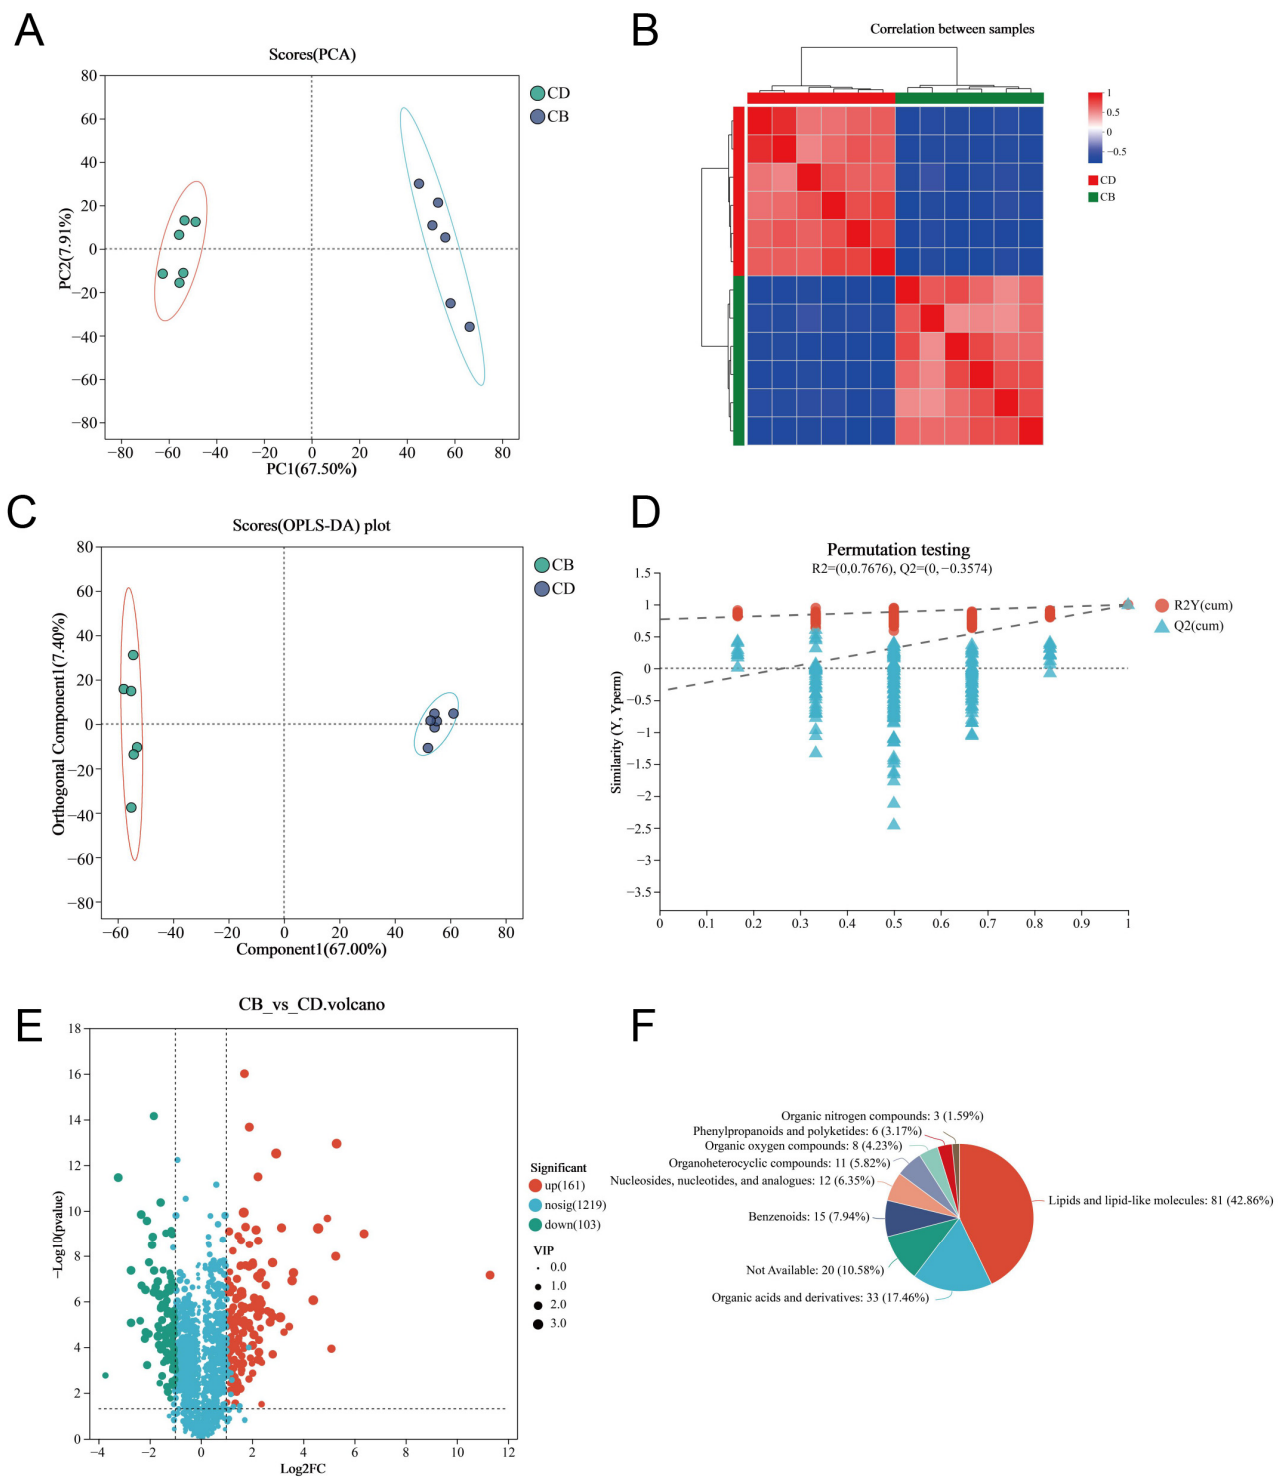 A
Scores(PCA)
CD
CB
60
40
20
0
−20
−40
−60
−80
PC2(7.91%)
−80 −60 −40 −20 0 20 40 60 80
PC1(67.50%)
B
Correlation between samples
1
0.5
0
−0.5
CD
CB
C
Scores(OPLS-DA) plot
CB
CD
80
60
40
20
0
−20
−40
−60
−80
Orthogonal Component1(7.40%)
−60 −40 −20 0 20 40 60 80
Component1(67.00%)
D
Permutation testing
R2=(0,0.7676), Q2=(0, −0.3574)
R2Y(cum)
Q2(cum)
1.5
1
0.5
0
−0.5
−1
−1.5
−2
−2.5
−3
−3.5
Similarity (Y, Yperm)
0 0.1 0.2 0.3 0.4 0.5 0.6 0.7 0.8 0.9 1
E
CB_vs_CD.volcano
18
16
14
12
10
8
6
4
2
0
−Log10(pvalue)
−4 −2 0 2 4 6 8 10 12
Log2FC
Significant
up(161)
nosig(1219)
down(103)
VIP
0.0
1.0
2.0
3.0
F
Organic nitrogen compounds: 3 (1.59%)
Phenylpropanoids and polyketides: 6 (3.17%)
Organic oxygen compounds: 8 (4.23%)
Organoheterocyclic compounds: 11 (5.82%)
Nucleosides, nucleotides, and analogues: 12 (6.35%)
Benzenoids: 15 (7.94%)
Not Available: 20 (10.58%)
Organic acids and derivatives: 33 (17.46%)
Lipids and lipid-like molecules: 81 (42.86%)